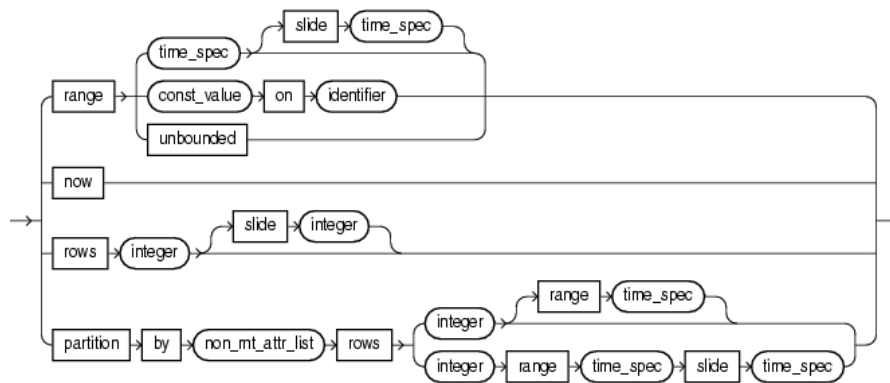 slide time_spec
time_spec
range const_value on identifier
unbounded
now
slide integer
rows integer
range time_spec
integer
partition by non_mt_attr_list rows
integer range time_spec slide time_spec